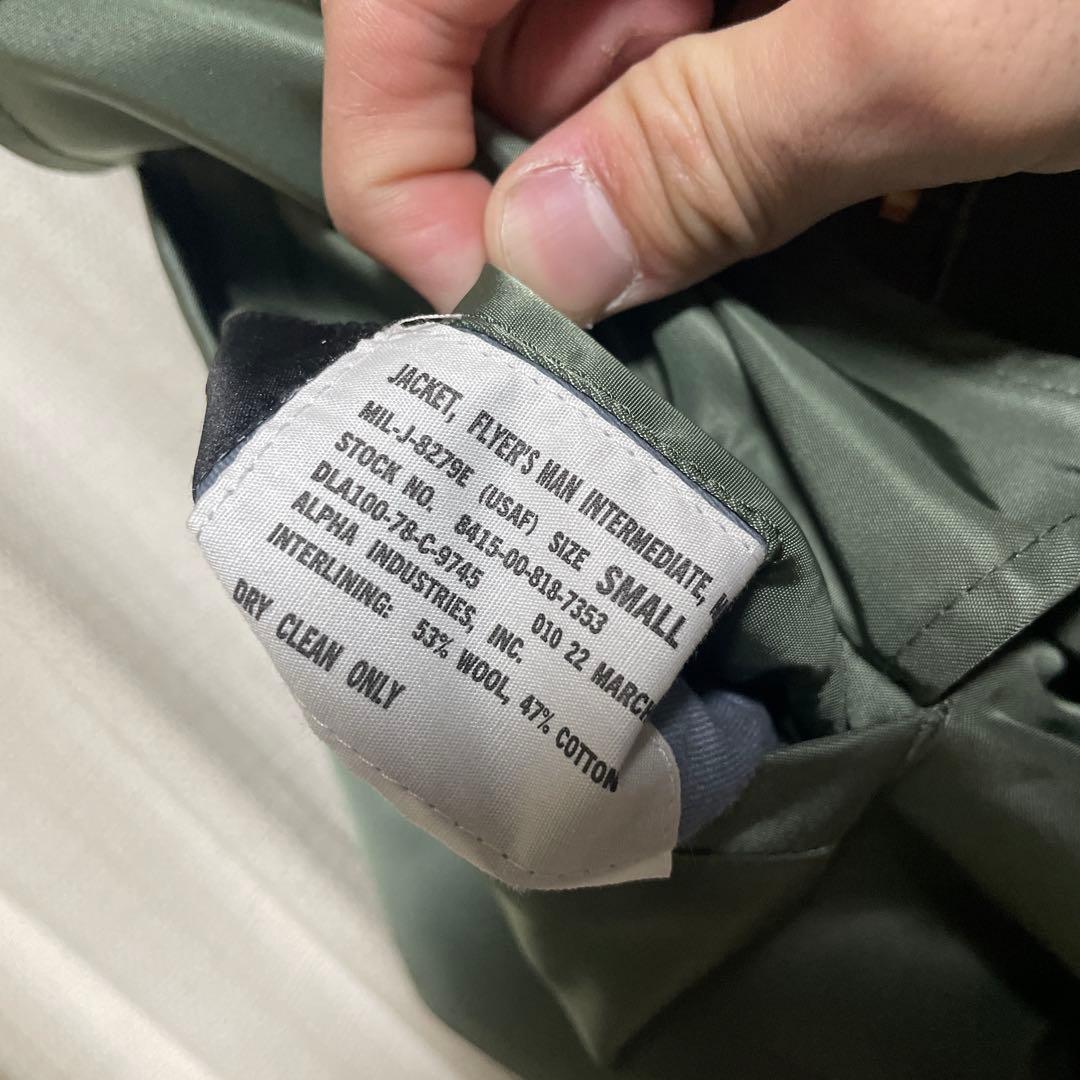 JACKET, FLYER'S MAN INTERMEDIATE,
MIL-J-8279E (USAF) SIZE SMALL
STOCK NO. 8415-00-818-7353
DLA100-78-C-9745 010 22 MARCH
ALPHA INDUSTRIES, INC.
INTERLINING: 53% WOOL, 47% COTTON
DRY CLEAN ONLY